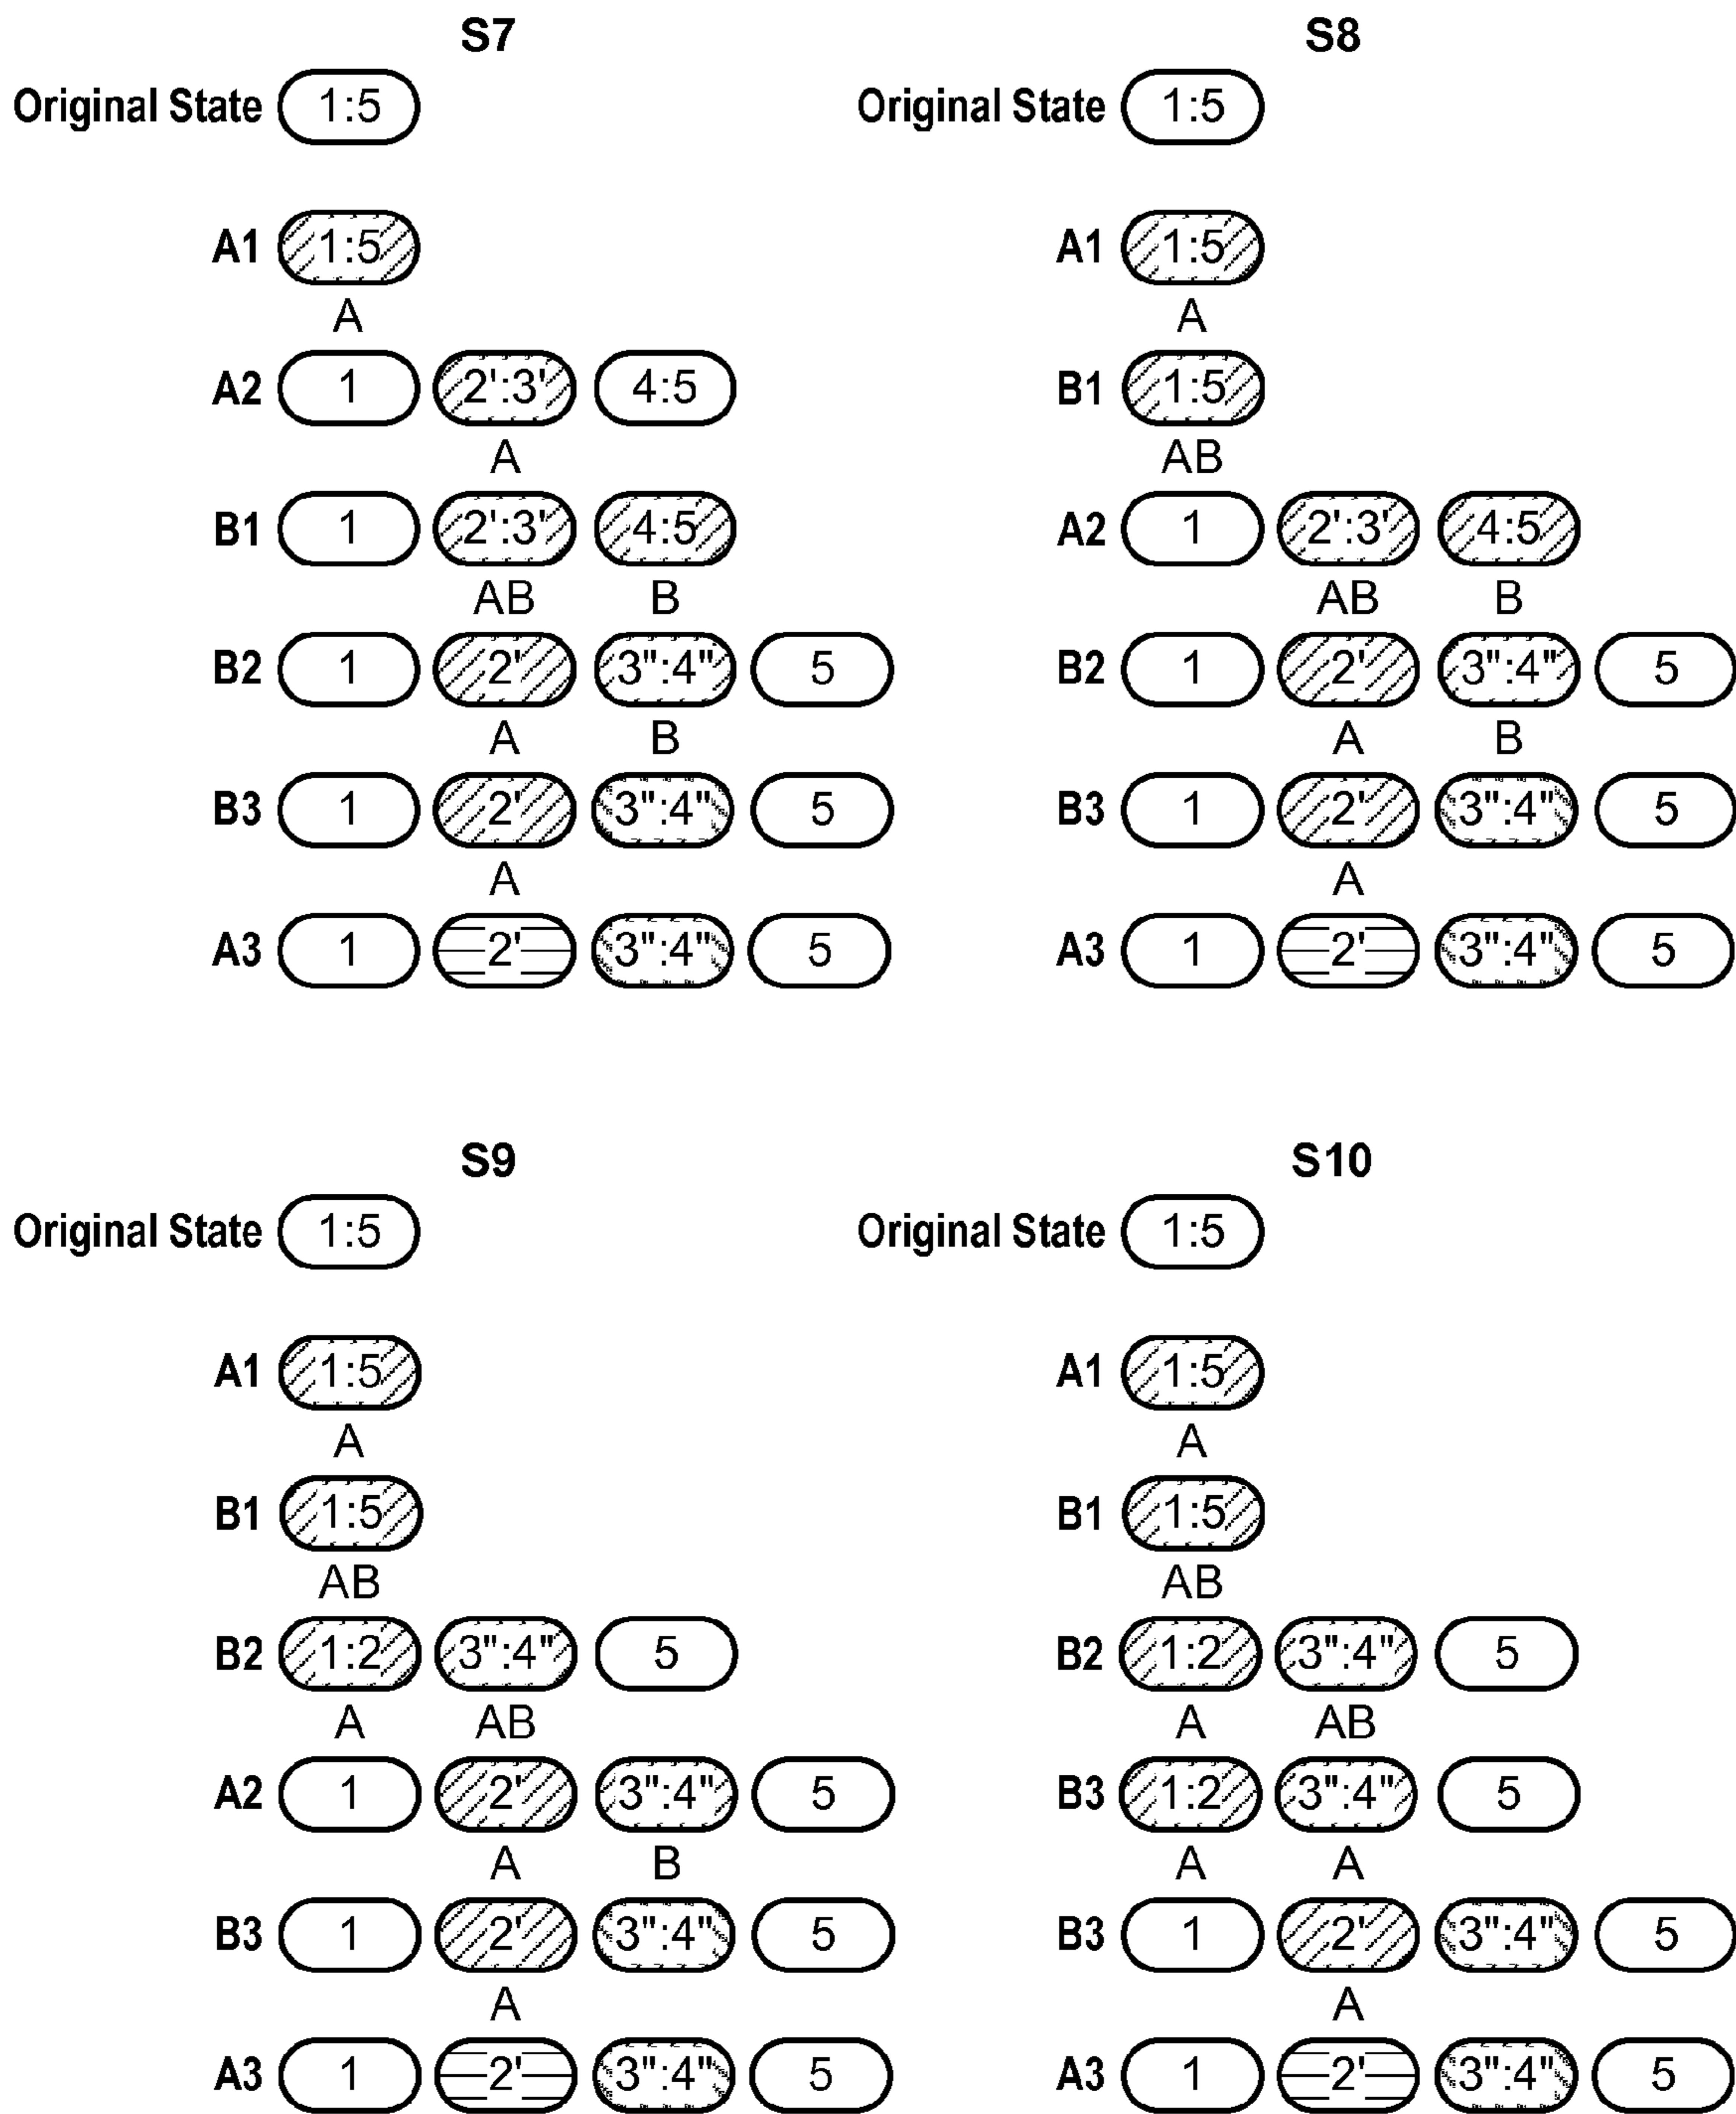 S7
Original State 1:5
A1 1:5
A
A2 1 2':3' 4:5
A
B1 1 2':3' 4:5
AB B
B2 1 2' 3":4" 5
A B
B3 1 2' 3":4" 5
A
A3 1 2' 3":4" 5
S8
Original State 1:5
A1 1:5
A
B1 1:5
AB
A2 1 2':3' 4:5
AB B
B2 1 2' 3":4" 5
A B
B3 1 2' 3":4" 5
A
A3 1 2' 3":4" 5
S9
Original State 1:5
A1 1:5
A
B1 1:5
AB
B2 1:2 3":4" 5
A AB
A2 1 2' 3":4" 5
A B
B3 1 2' 3":4" 5
A
A3 1 2' 3":4" 5
S10
Original State 1:5
A1 1:5
A
B1 1:5
AB
B2 1:2 3":4" 5
A AB
B3 1:2 3":4" 5
A A
B3 1 2' 3":4" 5
A
A3 1 2' 3":4" 5